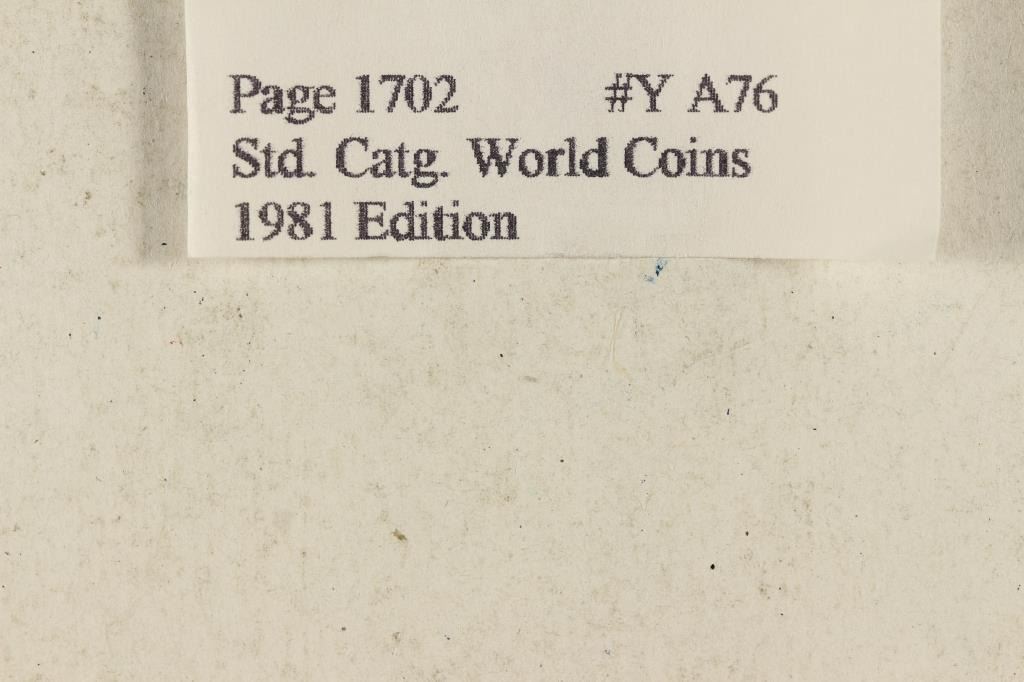 Page 1702 #Y A76
Std. Catg. World Coins
1981 Edition